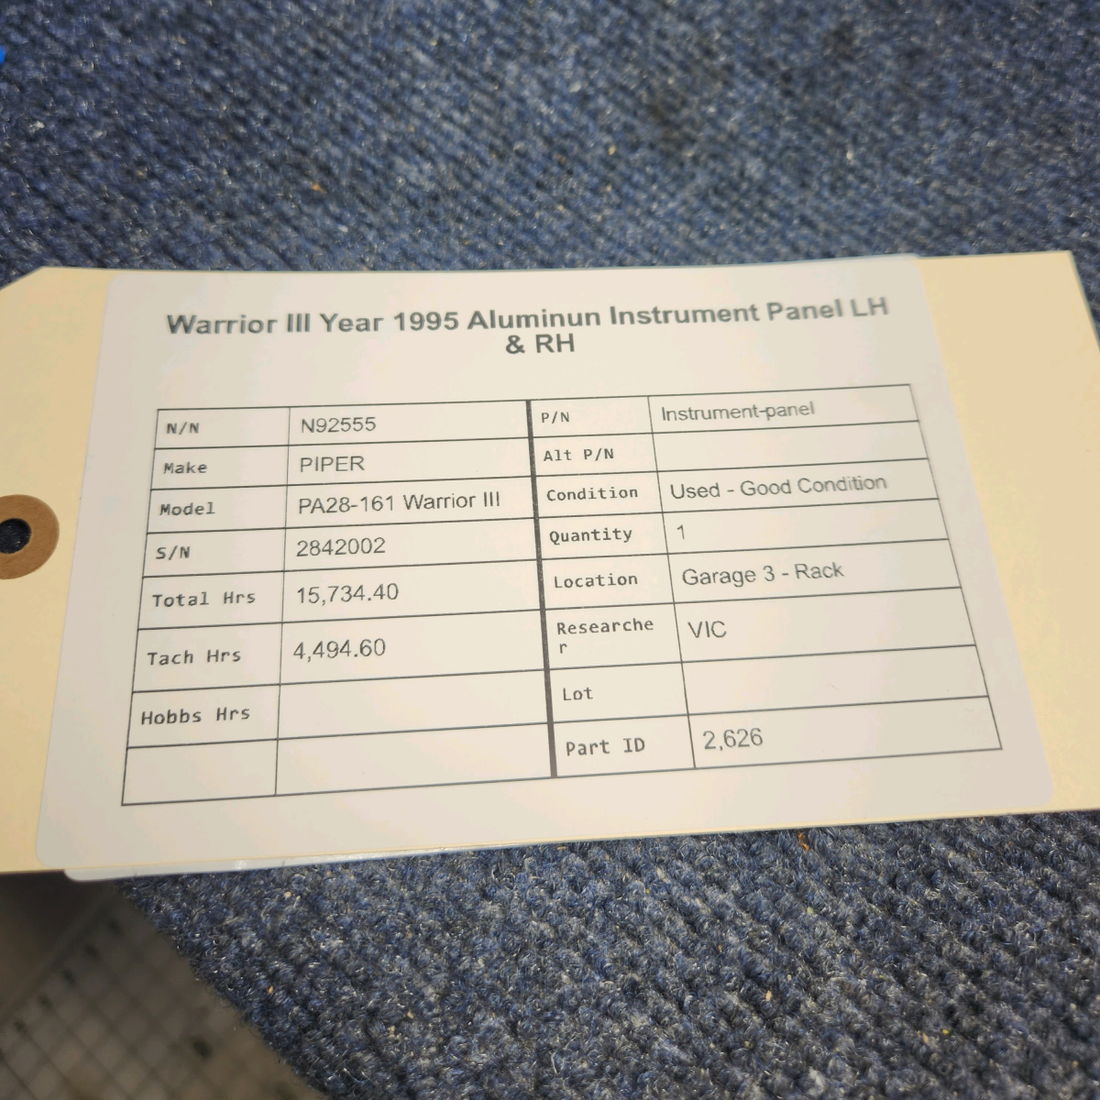 Warrior III Year 1995 Aluminun Instrument Panel LH
& RH
N/N N92555 P/N Instrument-panel
Make PIPER Alt P/N
Model PA28-161 Warrior III Condition Used - Good Condition
S/N 2842002 Quantity 1
Total Hrs 15,734.40 Location Garage 3 - Rack
Tach Hrs 4,494.60 Researche
r VIC
Hobbs Hrs Lot
Part ID 2,626